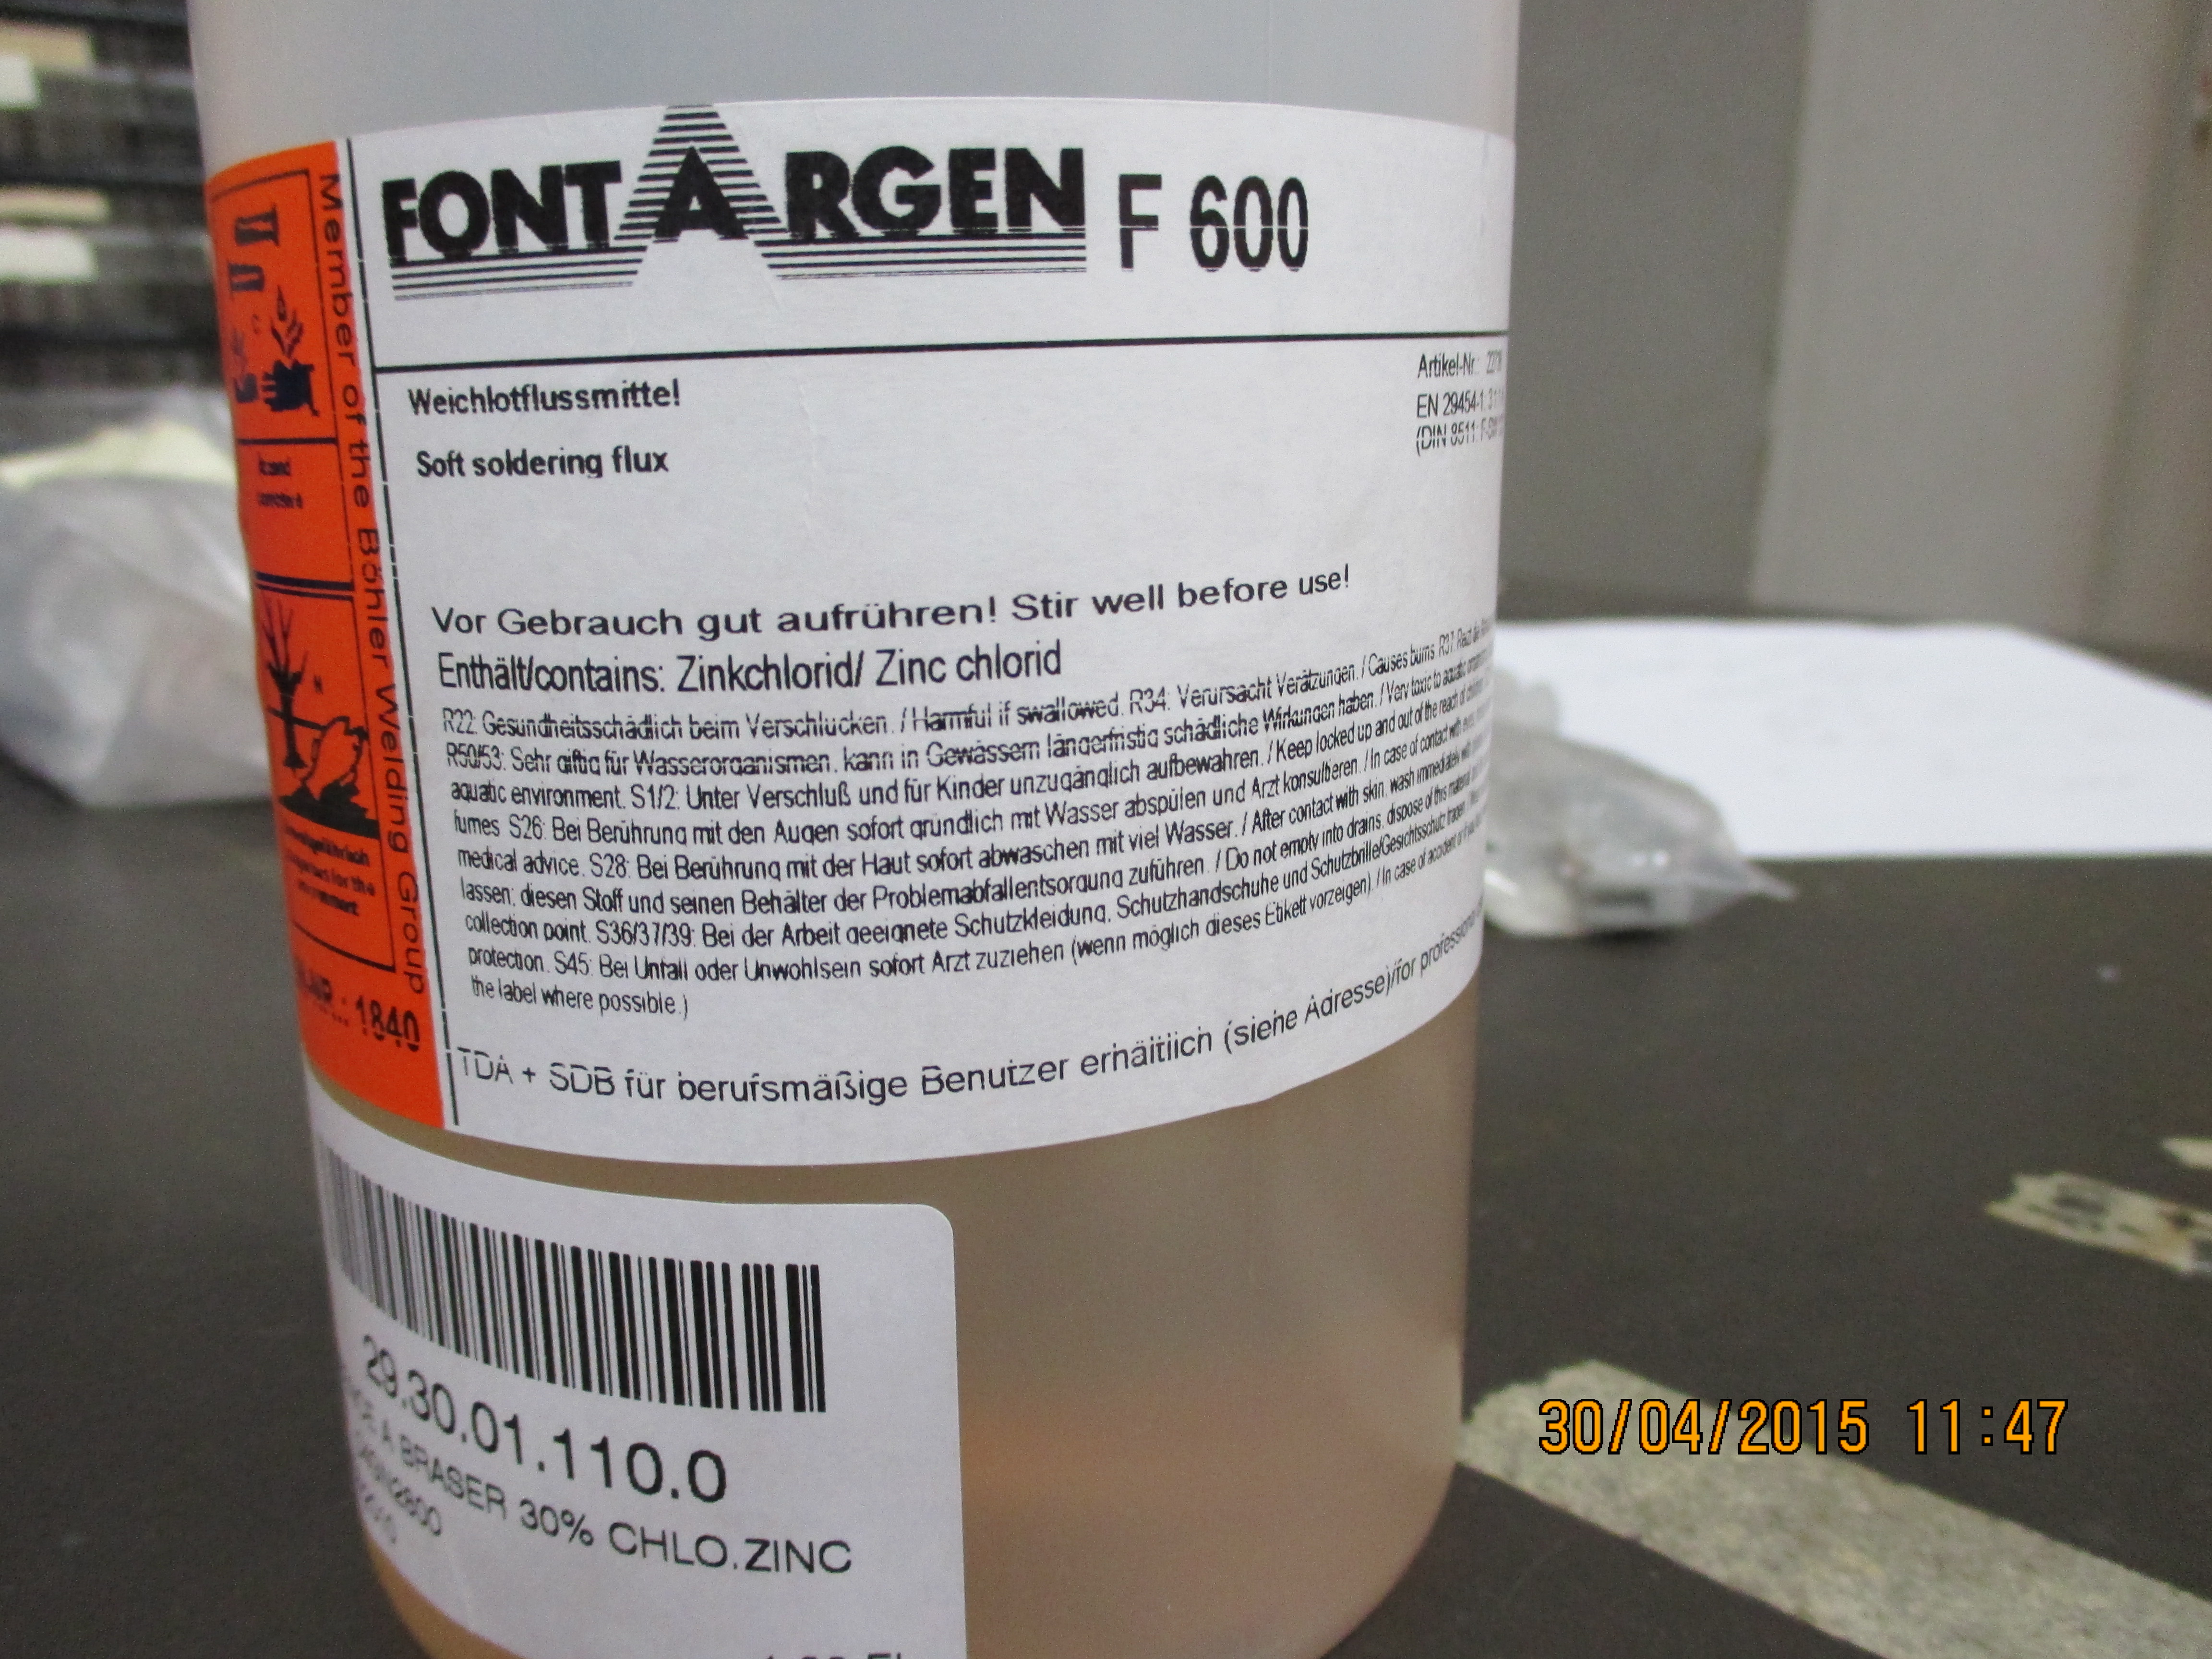 FONTARGEN F 600
Member of the Böhler Welding Group
Artikel-Nr.:
EN 29454-1:
(DIN 8511:
Weichlotflussmittel
Soft soldering flux
Vor Gebrauch gut aufrühren! Stir well before use!
Enthält/contains: Zinkchlorid/ Zinc chlorid
R22: Gesundheitsschädlich beim Verschlucken. / Harmful if swallowed. R34: Verursacht Verätzungen. / Causes burns. R37: Reizt
R50/53: Sehr giftig für Wasserorganismen, kann in Gewässern längerfristig schädliche Wirkungen haben. / Very toxic to aquatic
aquatic environment. S1/2: Unter Verschluß und für Kinder unzugänglich aufbewahren. / Keep locked up and out of the reach of
fumes S26: Bei Berührung mit den Augen sofort gründlich mit Wasser abspülen und Arzt konsultieren. / In case of contact with
medical advice. S28: Bei Berührung mit der Haut sofort abwaschen mit viel Wasser. / After contact with skin, wash immediately
lassen; diesen Stoff und seinen Behälter der Problemabfallentsorgung zuführen. / Do not empty into drains, dispose of this material
collection point. S36/37/39: Bei der Arbeit geeignete Schutzkleidung, Schutzhandschuhe und Schutzbrille/Gesichtsschutz tragen. /
protection. S45: Bei Unfall oder Unwohlsein sofort Arzt zuziehen (wenn möglich dieses Etikett vorzeigen). / In case of accident or
the label where possible.)
TDA + SDB für berufsmäßige Benutzer erhältlich (siehe Adresse)/for
1840
29.30.01.110.0
A BRASER 30% CHLO.ZINC
30/04/2015 11:47